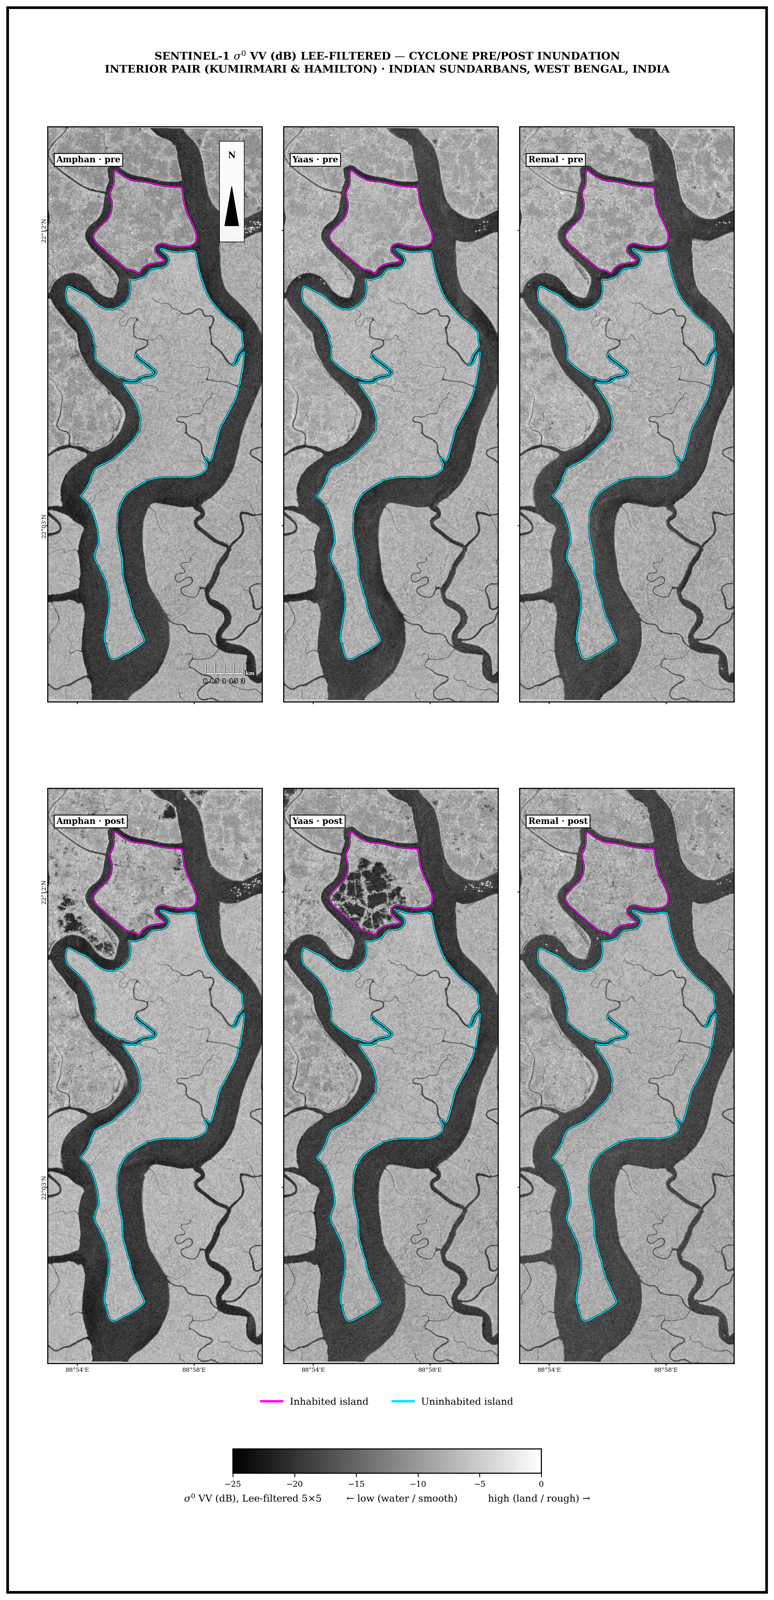 SENTINEL-1 σ⁰ VV (dB) LEE-FILTERED — CYCLONE PRE/POST INUNDATION
INTERIOR PAIR (KUMIRMARI & HAMILTON) · INDIAN SUNDARBANS, WEST BENGAL, INDIA
Amphan · pre
N
Yaas · pre
Remal · pre
22°12'N
22°03'N
km
Amphan · post
Yaas · post
Remal · post
22°12'N
22°03'N
88°54'E 88°58'E 88°54'E 88°58'E 88°54'E 88°58'E
Inhabited island Uninhabited island
−25 −20 −15 −10 −5 0
σ⁰ VV (dB), Lee-filtered 5×5 ← low (water / smooth) high (land / rough) →